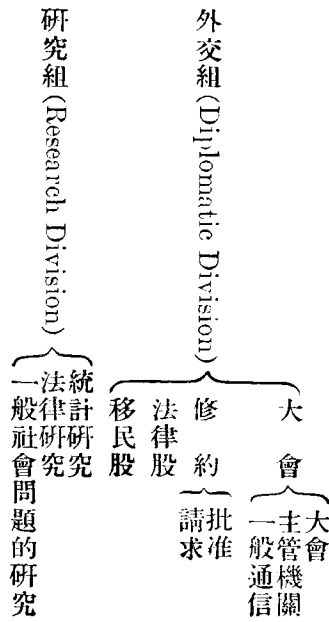 外交組(Diplomatic Division)
大會
大會
主管機關
一般通信
修約
批准
請求
法律股
移民股
研究組(Research Division)
統計研究
法律研究
一般社會問題的研究